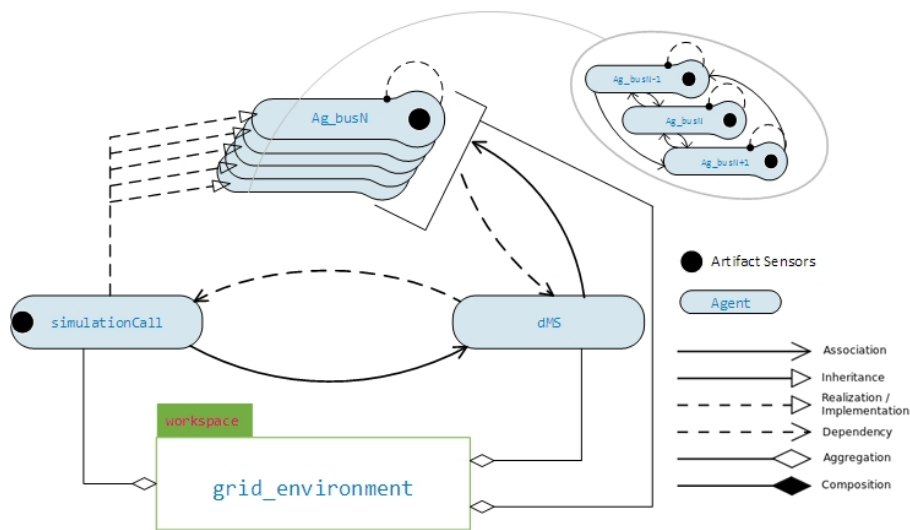 Ag_busN
Ag_busN-1
Ag_busN
Ag_busN+1
Artifact Sensors
Agent
simulationCall
dMS
Association
Inheritance
Realization /
Implementation
Dependency
Aggregation
Composition
workspace
grid_environment